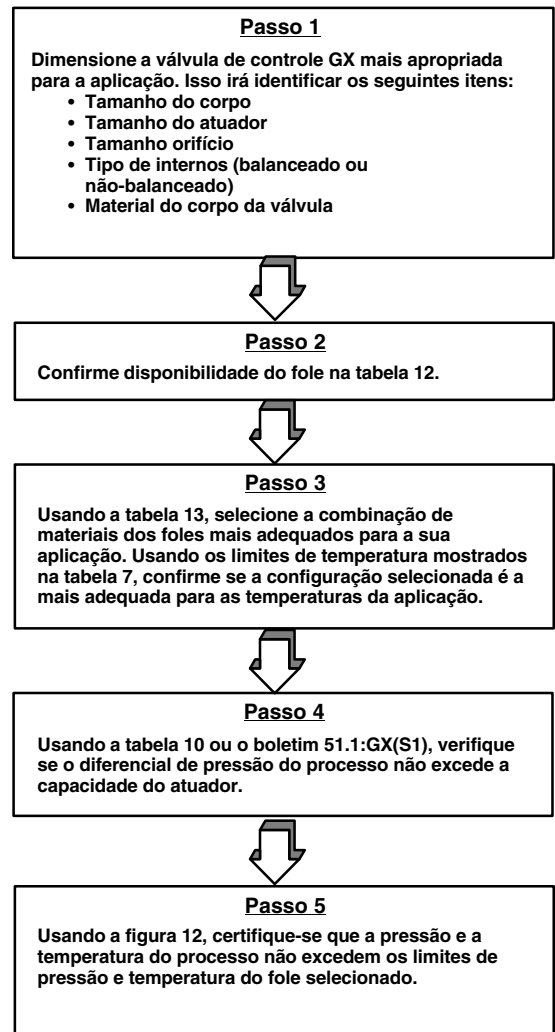 Passo 1
Dimensione a válvula de controle GX mais apropriada
para a aplicação. Isso irá identificar os seguintes itens:
• Tamanho do corpo
• Tamanho do atuador
• Tamanho orifício
• Tipo de internos (balanceado ou
não-balanceado)
• Material do corpo da válvula
Passo 2
Confirme disponibilidade do fole na tabela 12.
Passo 3
Usando a tabela 13, selecione a combinação de
materiais dos foles mais adequados para a sua
aplicação. Usando os limites de temperatura mostrados
na tabela 7, confirme se a configuração selecionada é a
mais adequada para as temperaturas da aplicação.
Passo 4
Usando a tabela 10 ou o boletim 51.1:GX(S1), verifique
se o diferencial de pressão do processo não excede a
capacidade do atuador.
Passo 5
Usando a figura 12, certifique-se que a pressão e a
temperatura do processo não excedem os limites de
pressão e temperatura do fole selecionado.